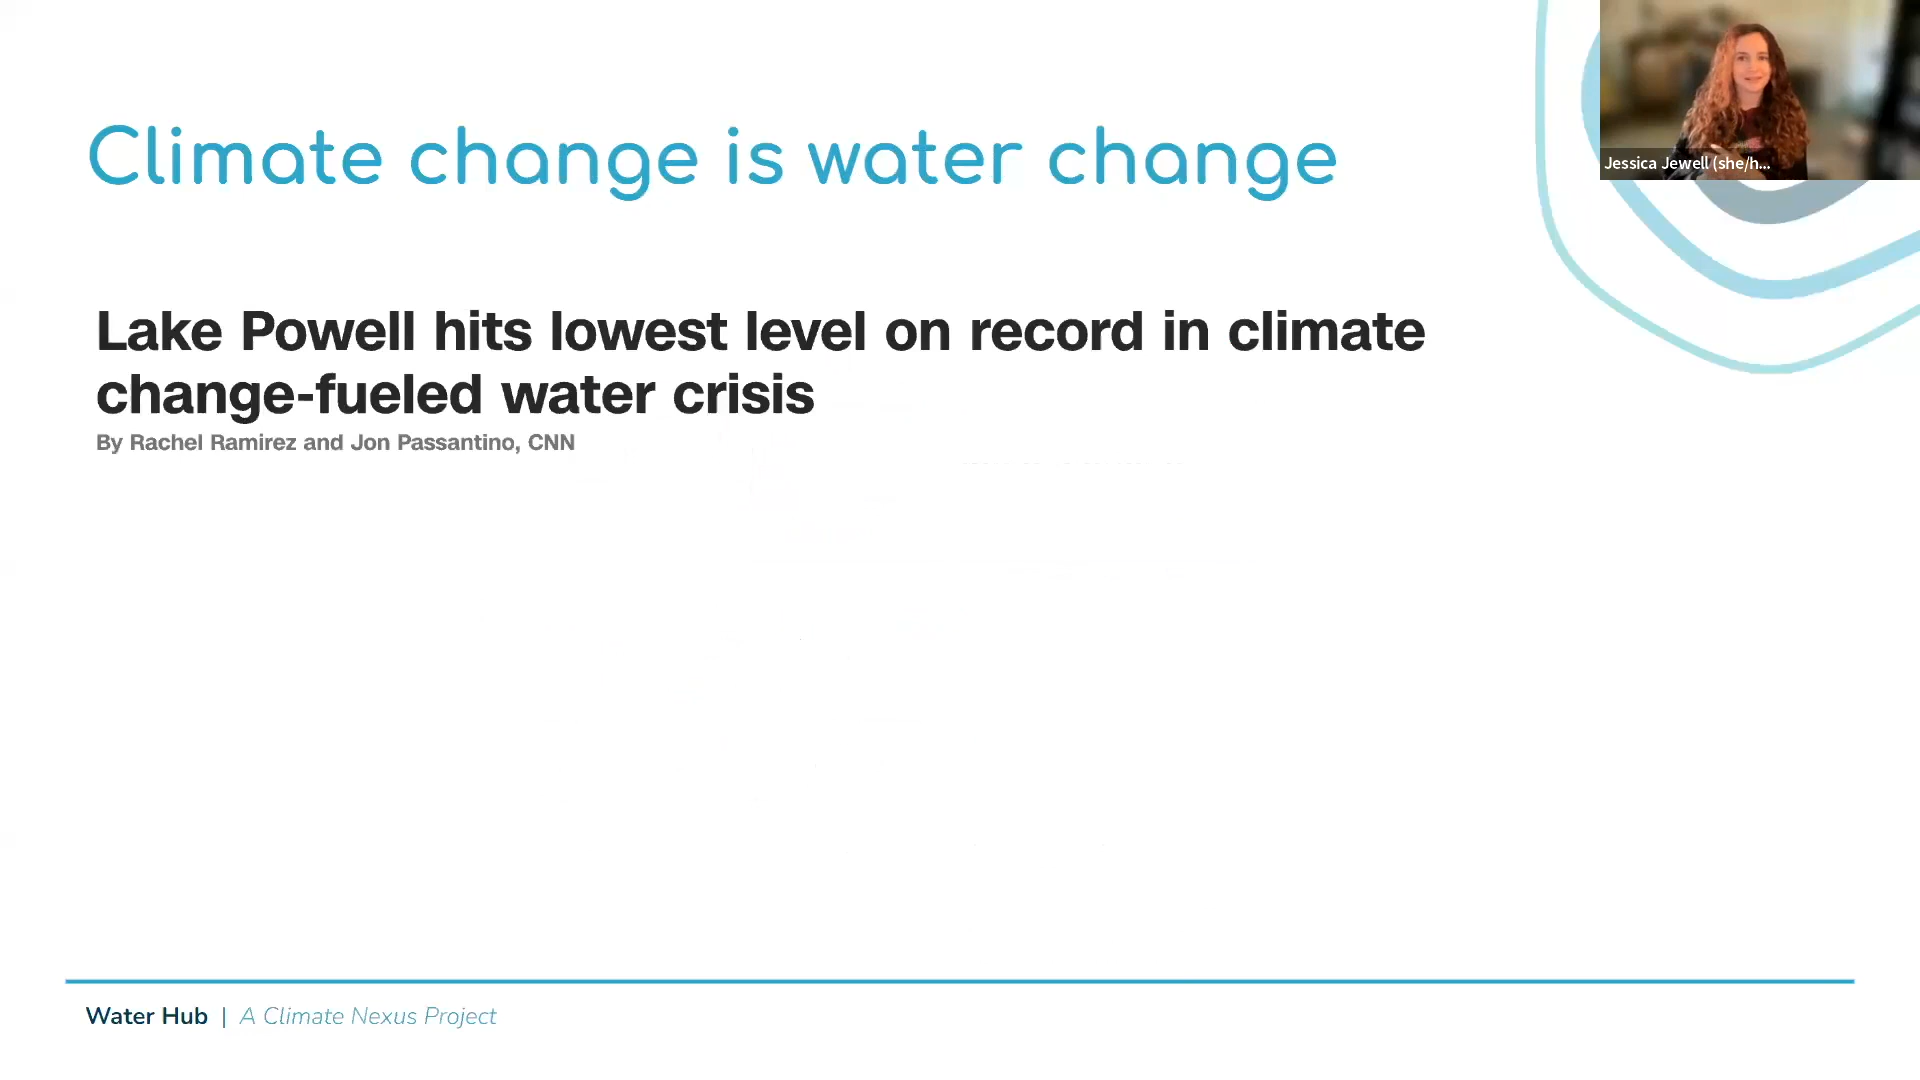 Climate change is water change
Jessica Jewell (she/h...
Lake Powell hits lowest level on record in climate
change-fueled water crisis
By Rachel Ramirez and Jon Passantino, CNN
Water Hub | A Climate Nexus Project